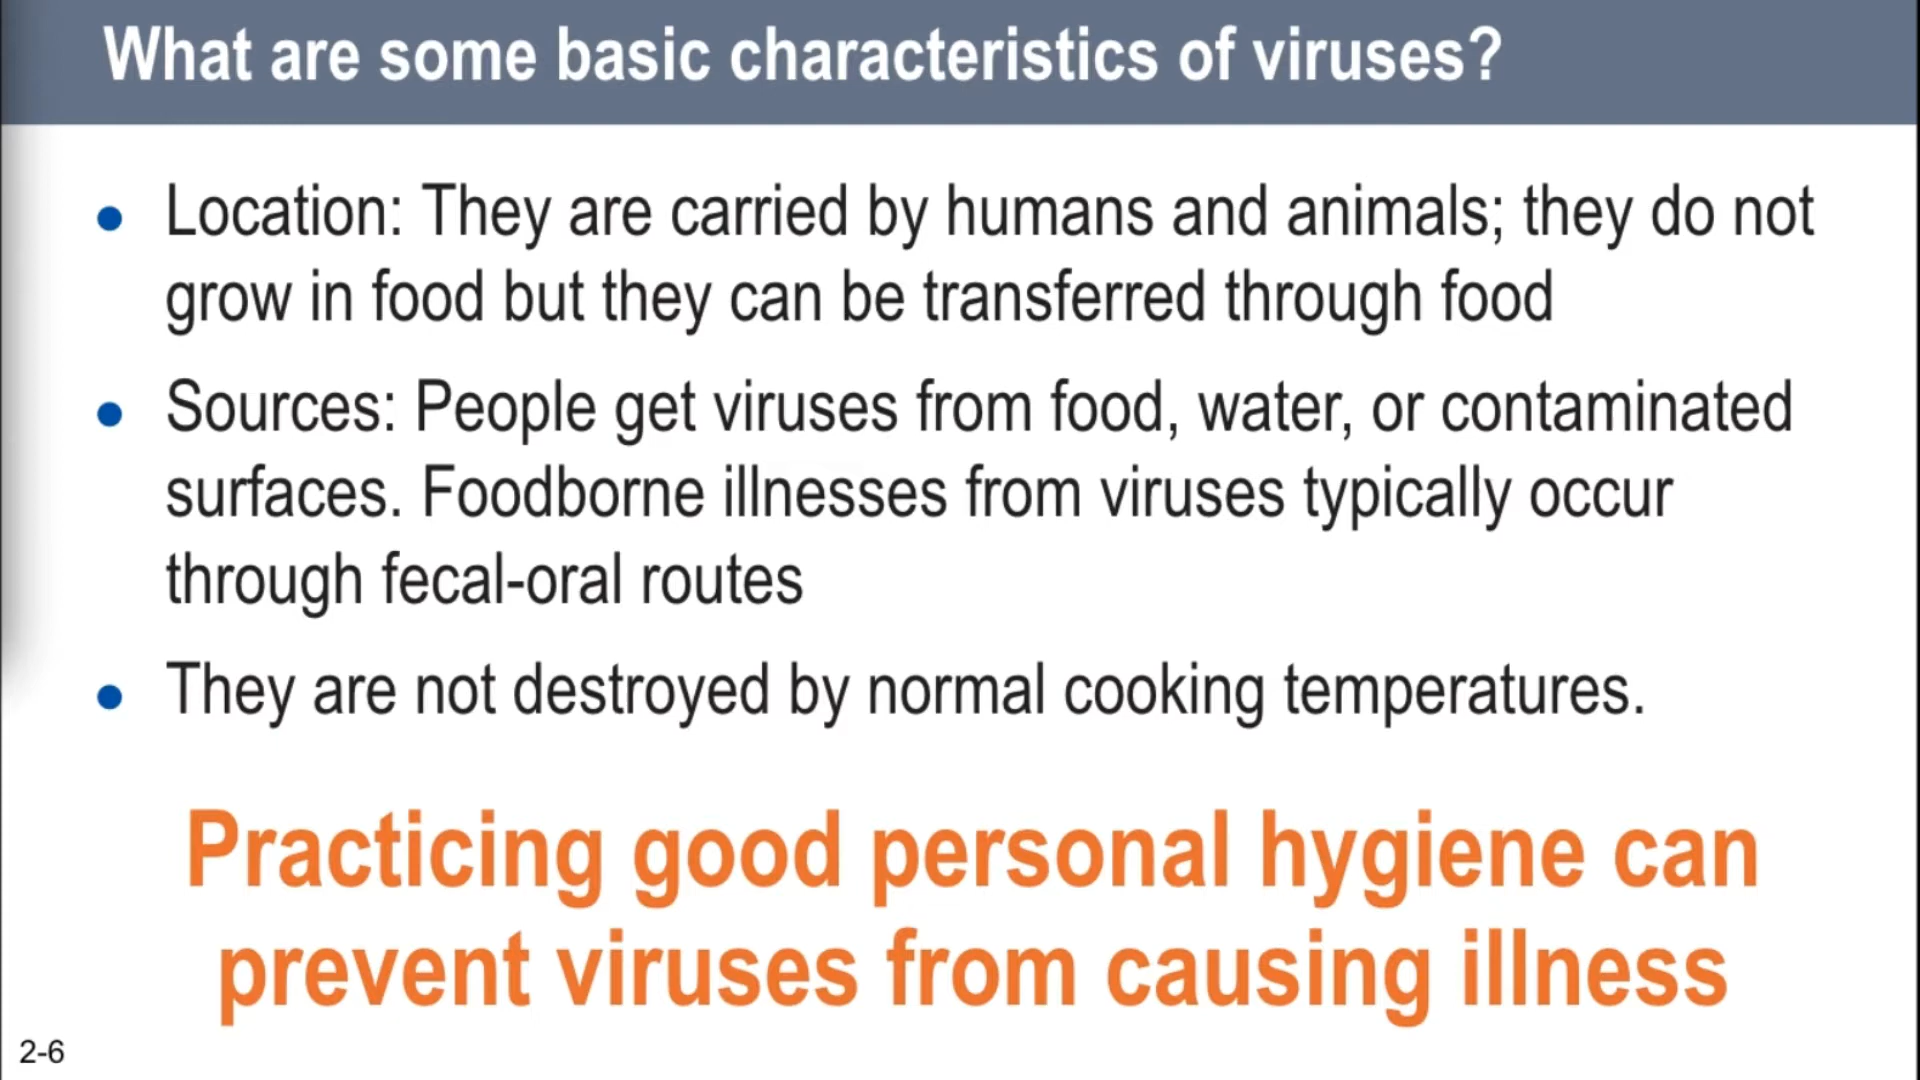 What are some basic characteristics of viruses?
• Location: They are carried by humans and animals; they do not
grow in food but they can be transferred through food
• Sources: People get viruses from food, water, or contaminated
surfaces. Foodborne illnesses from viruses typically occur
through fecal-oral routes
• They are not destroyed by normal cooking temperatures.
Practicing good personal hygiene can
prevent viruses from causing illness
2-6